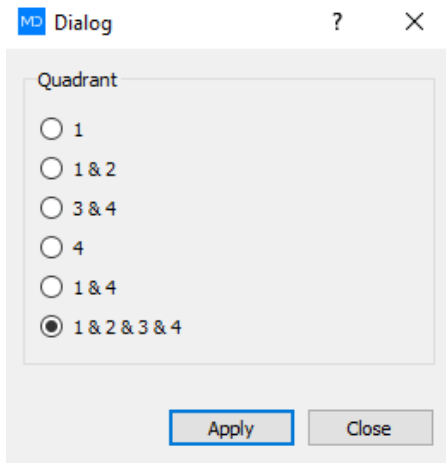 MD Dialog ?
Quadrant
1
1 & 2
3 & 4
4
1 & 4
1 & 2 & 3 & 4
Apply Close